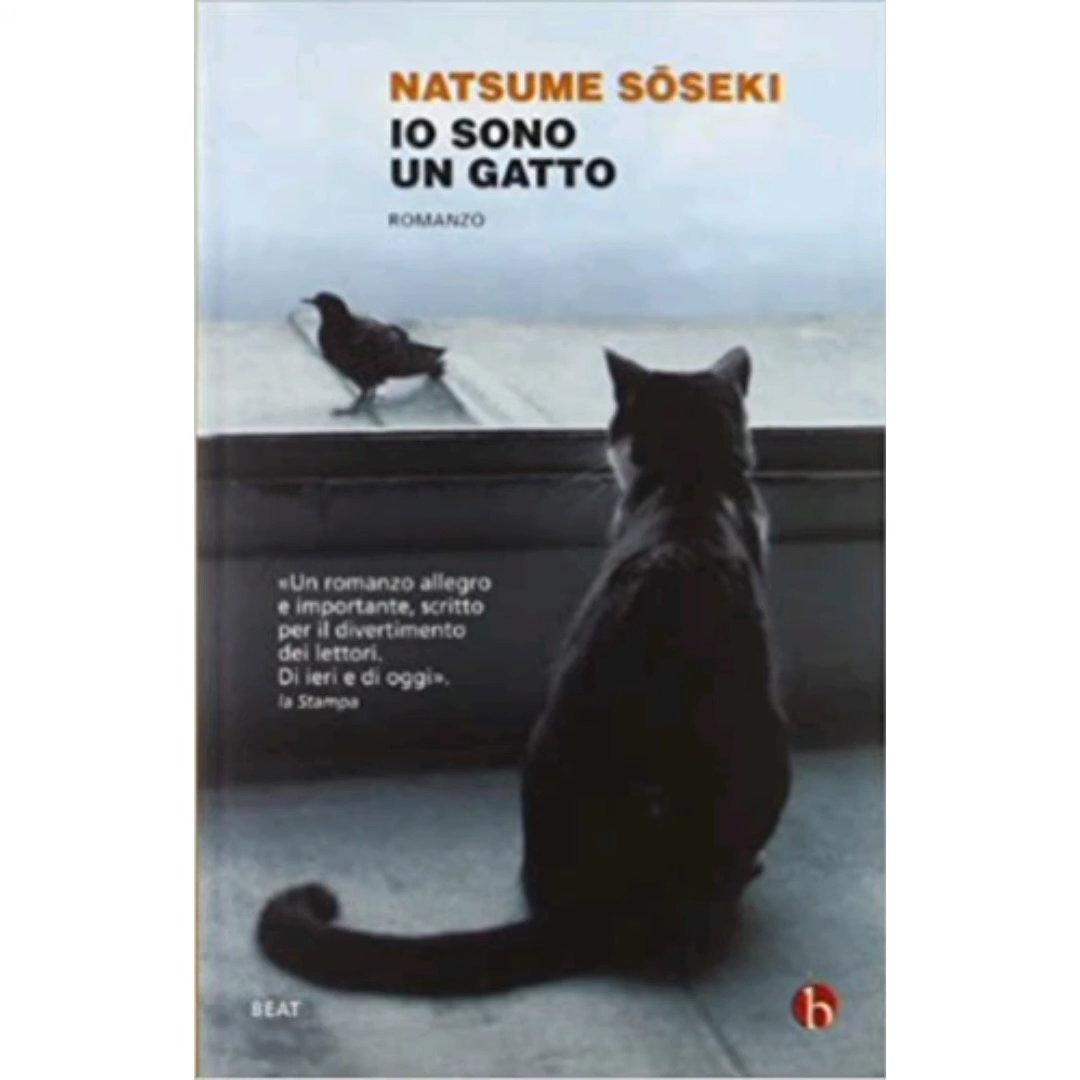 NATSUME SŌSEKI
IO SONO
UN GATTO
ROMANZO
«Un romanzo allegro
e importante, scritto
per il divertimento
dei lettori.
Di ieri e di oggi».
la Stampa
BEAT
b